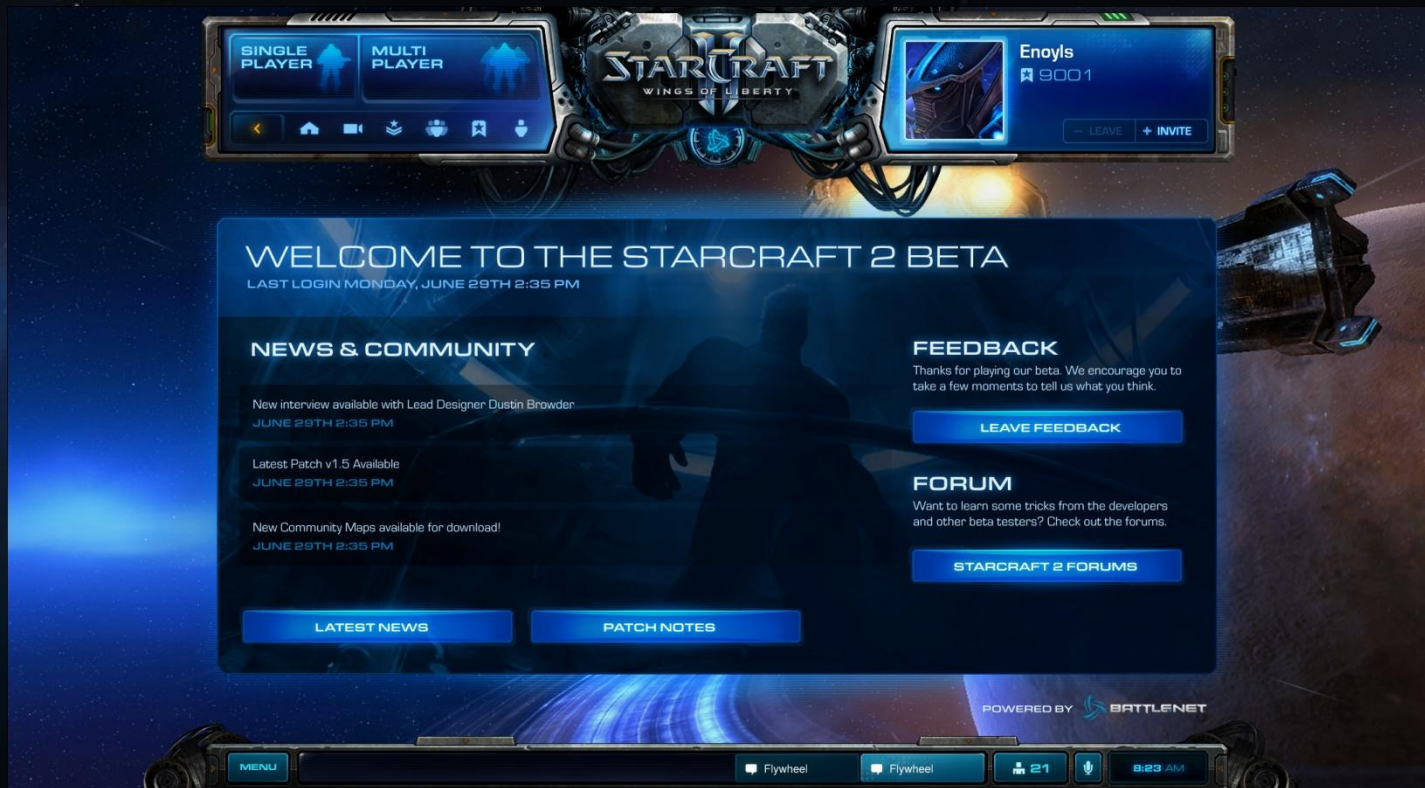 SINGLE
PLAYER
MULTI
PLAYER
STARCRAFT
II
WINGS OF LIBERTY
Enoyls
9001
− LEAVE
+ INVITE
WELCOME TO THE STARCRAFT 2 BETA
LAST LOGIN MONDAY, JUNE 29TH 2:35 PM
NEWS & COMMUNITY
New interview available with Lead Designer Dustin Browder
JUNE 29TH 2:35 PM
Latest Patch v1.5 Available
JUNE 29TH 2:35 PM
New Community Maps available for download!
JUNE 29TH 2:35 PM
LATEST NEWS
PATCH NOTES
FEEDBACK
Thanks for playing our beta. We encourage you to
take a few moments to tell us what you think.
LEAVE FEEDBACK
FORUM
Want to learn some tricks from the developers
and other beta testers? Check out the forums.
STARCRAFT 2 FORUMS
POWERED BY BATTLENET
MENU
Flywheel
Flywheel
21
8:23 AM